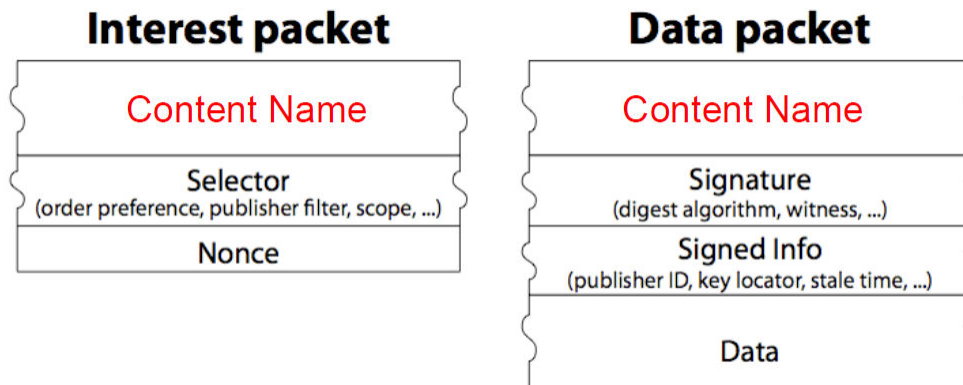 Interest packet
Content Name
Selector
(order preference, publisher filter, scope, ...)
Nonce
Data packet
Content Name
Signature
(digest algorithm, witness, ...)
Signed Info
(publisher ID, key locator, stale time, ...)
Data